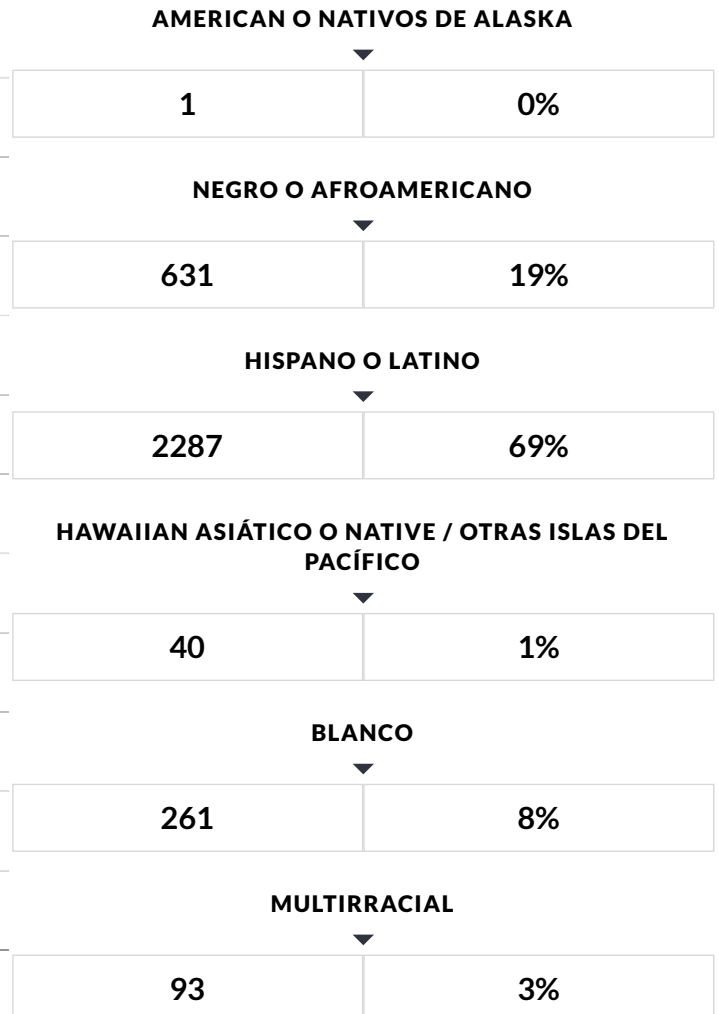 AMERICAN O NATIVOS DE ALASKA
1 0%
NEGRO O AFROAMERICANO
631 19%
HISPANO O LATINO
2287 69%
HAWAIIAN ASIÁTICO O NATIVE / OTRAS ISLAS DEL
PACÍFICO
40 1%
BLANCO
261 8%
MULTIRRACIAL
93 3%